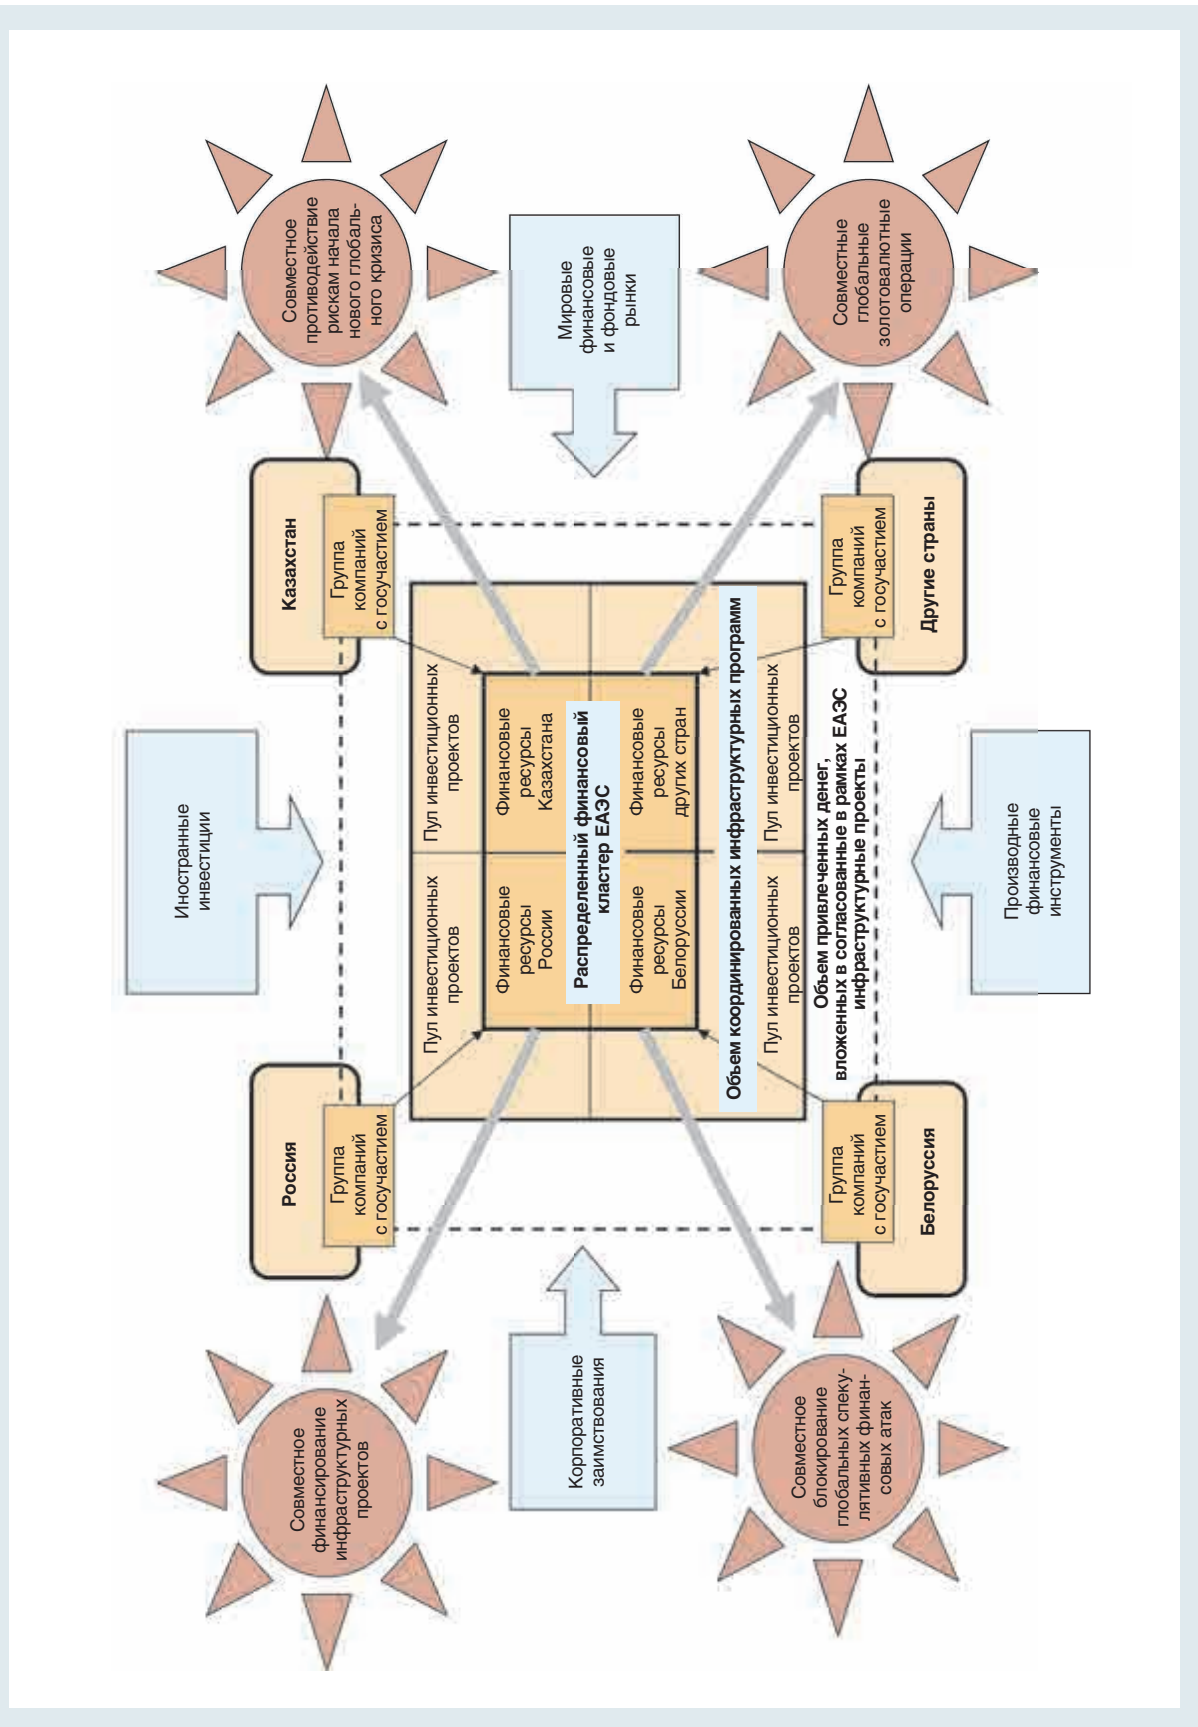 Совместное
финансирование
инфраструктурных
проектов
Россия
Группа
компаний
с госучастием
Иностранные
инвестиции
Казахстан
Группа
компаний
с госучастием
Совместное
противодействие
рискам начала
нового глобаль-
ного кризиса
Пул инвестиционных
проектов
Пул инвестиционных
проектов
Финансовые
ресурсы
России
Финансовые
ресурсы
Казахстана
Корпоративные
заимствования
Распределенный финансовый
кластер ЕАЭС
Мировые
финансовые
и фондовые
рынки
Финансовые
ресурсы
Белоруссии
Финансовые
ресурсы
других стран
Объем координированных инфраструктурных программ
Пул инвестиционных
проектов
Пул инвестиционных
проектов
Объем привлеченных денег,
вложенных в согласованные в рамках ЕАЭС
инфраструктурные проекты
Совместное
блокирование
глобальных спеку-
лятивных финан-
совых атак
Группа
компаний
с госучастием
Белоруссия
Производные
финансовые
инструменты
Группа
компаний
с госучастием
Другие страны
Совместные
глобальные
золотовалютные
операции